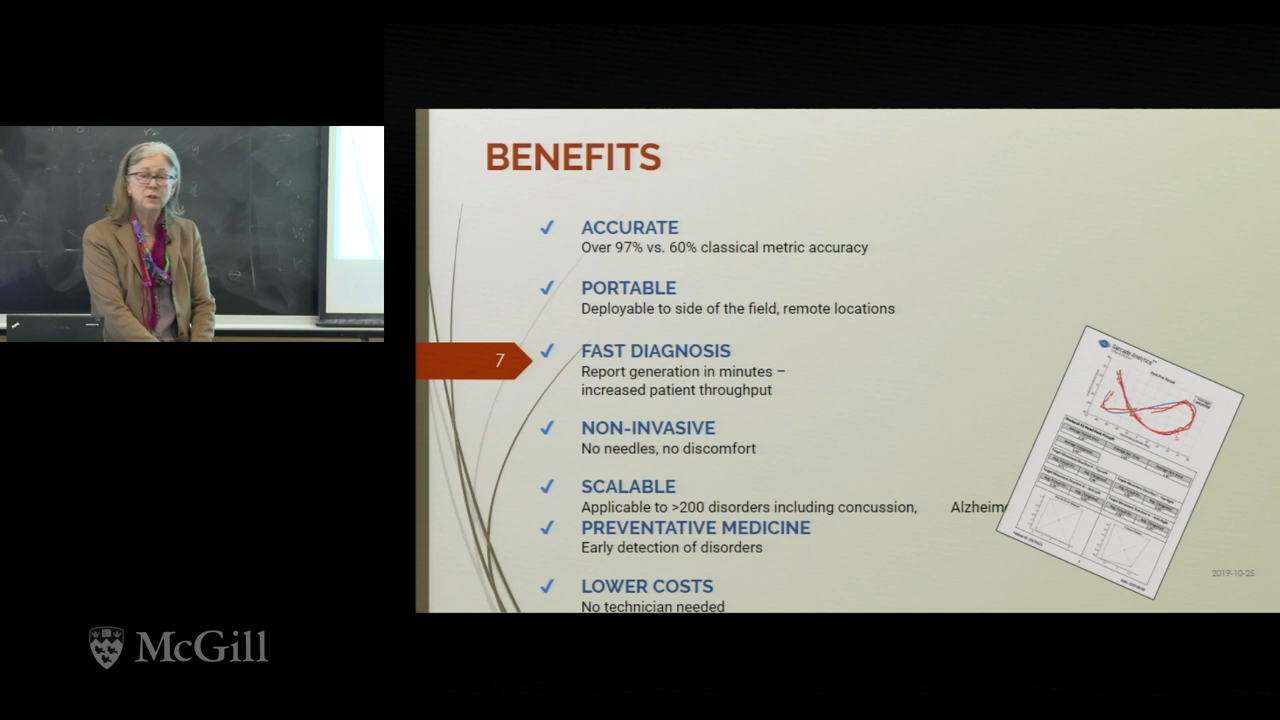 BENEFITS
ACCURATE
Over 97% vs. 60% classical metric accuracy
PORTABLE
Deployable to side of the field, remote locations
7
FAST DIAGNOSIS
Report generation in minutes –
increased patient throughput
NON-INVASIVE
No needles, no discomfort
SCALABLE
Applicable to >200 disorders including concussion, Alzheim
PREVENTATIVE MEDICINE
Early detection of disorders
LOWER COSTS
No technician needed
Saccade Analytics
2019-10-25
McGill